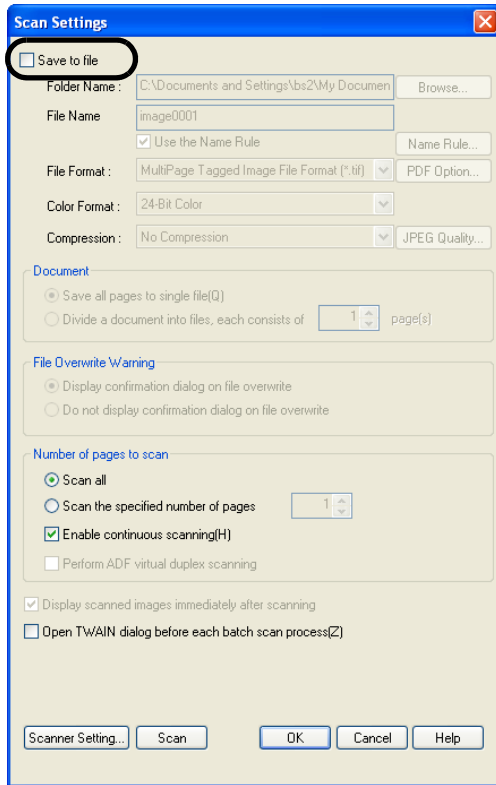 Scan Settings
Save to file
Folder Name : C:\Documents and Settings\bs2\My Documen Browse...
File Name image0001
Use the Name Rule Name Rule...
File Format : MultiPage Tagged Image File Format (*.tif) PDF Option...
Color Format : 24-Bit Color
Compression : No Compression JPEG Quality...
Document
Save all pages to single file(Q)
Divide a document into files, each consists of 1 page(s)
File Overwrite Warning
Display confirmation dialog on file overwrite
Do not display confirmation dialog on file overwrite
Number of pages to scan
Scan all
Scan the specified number of pages 1
Enable continuous scanning(H)
Perform ADF virtual duplex scanning
Display scanned images immediately after scanning
Open TWAIN dialog before each batch scan process(Z)
Scanner Setting... Scan OK Cancel Help